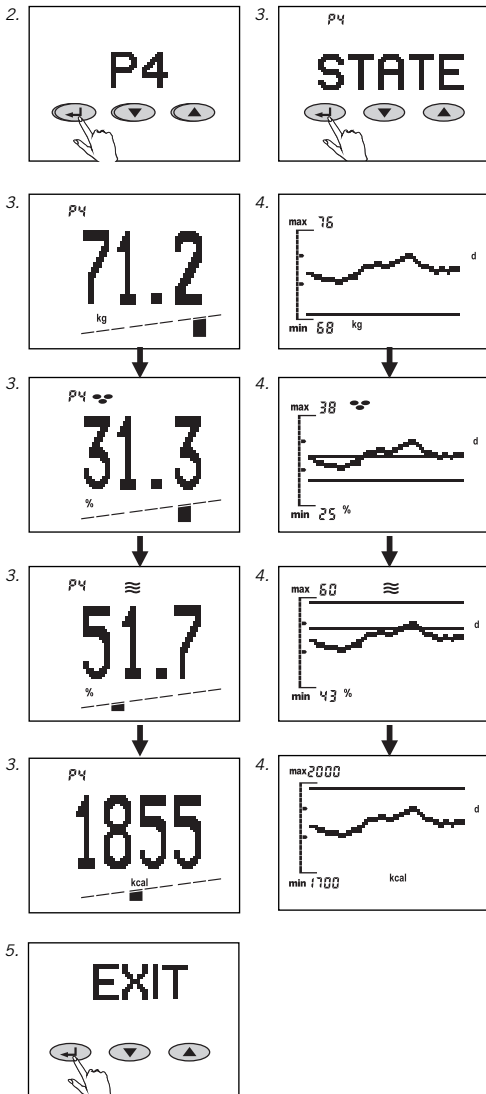 2.
P4
3.
P4
STATE
3.
P4
71.2
kg
4.
max 76
d
min 68 kg
3.
P4
31.3
%
4.
max 38
d
min 25 %
3.
P4
51.7
%
4.
max 60
d
min 43 %
3.
P4
1855
kcal
4.
max 2000
d
min 1700 kcal
5.
EXIT